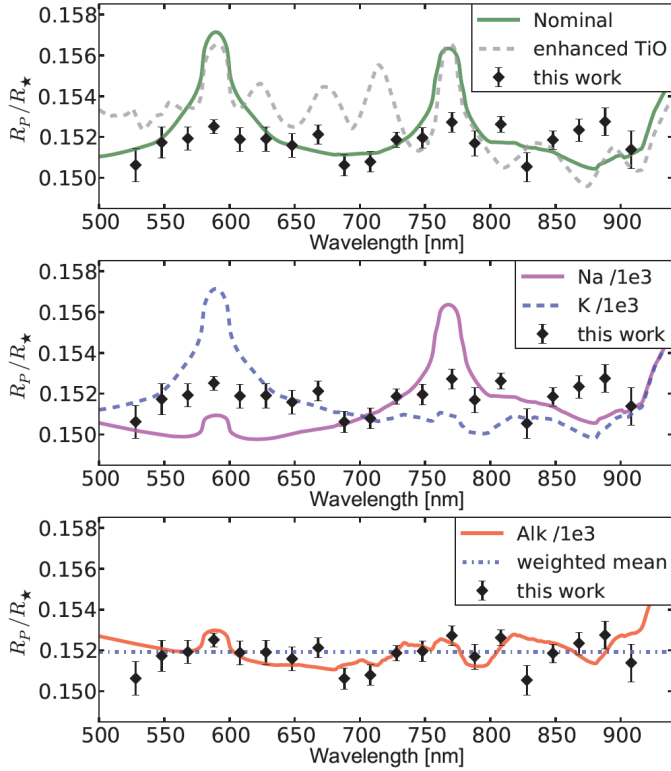 0.158
0.156
0.154
0.152
0.150
R_P/R_★
Nominal
enhanced TiO
this work
500 550 600 650 700 750 800 850 900
Wavelength [nm]
0.158
0.156
0.154
0.152
0.150
R_P/R_★
Na /1e3
K /1e3
this work
500 550 600 650 700 750 800 850 900
Wavelength [nm]
0.158
0.156
0.154
0.152
0.150
R_P/R_★
Alk /1e3
weighted mean
this work
500 550 600 650 700 750 800 850 900
Wavelength [nm]